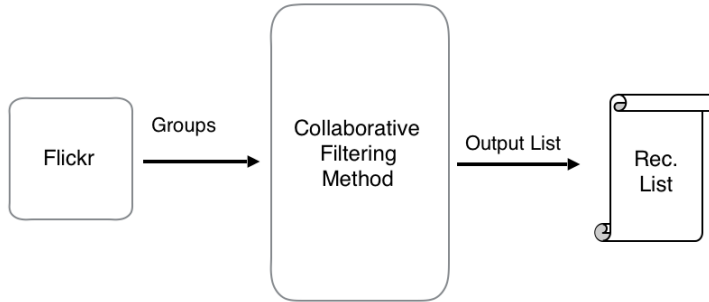 Flickr
Groups
Collaborative
Filtering
Method
Output List
Rec.
List